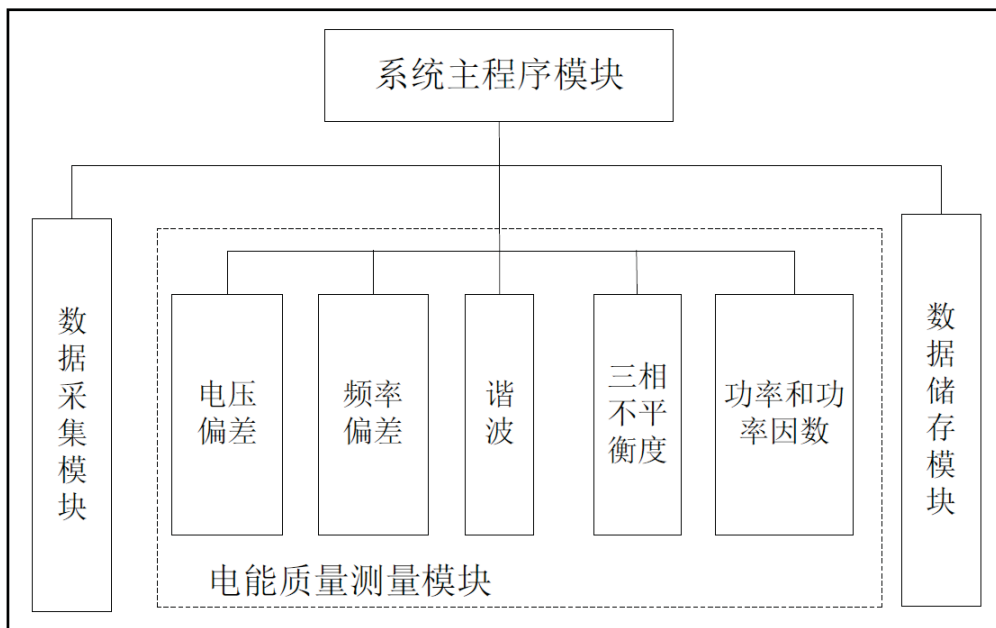 系统主程序模块
数
据
采
集
模
块
电压
偏差
频率
偏差
谐
波
三相
不平
衡度
功率和功
率因数
电能质量测量模块
数
据
储
存
模
块